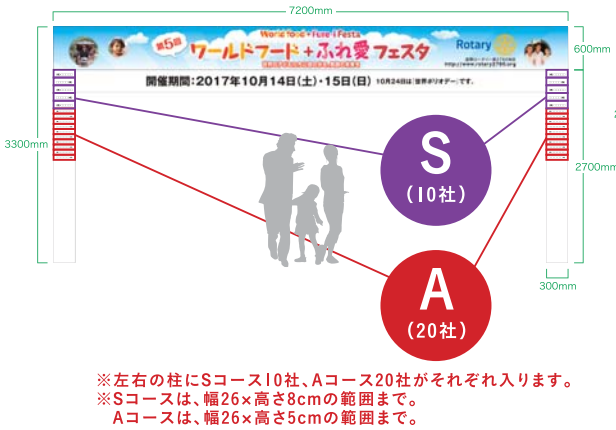 7200mm
World food + Fure i Festa
第5回
ワールドフード+ふれ愛フェスタ
Rotary
600mm
開催期間:2017年10月14日(土)・15日(日) 10月24日は「世界ポリオデー」です。
3300mm
2700mm
S
(10社)
A
(20社)
300mm
※左右の柱にSコース10社、Aコース20社がそれぞれ入ります。
※Sコースは、幅26×高さ8cmの範囲まで。
Aコースは、幅26×高さ5cmの範囲まで。